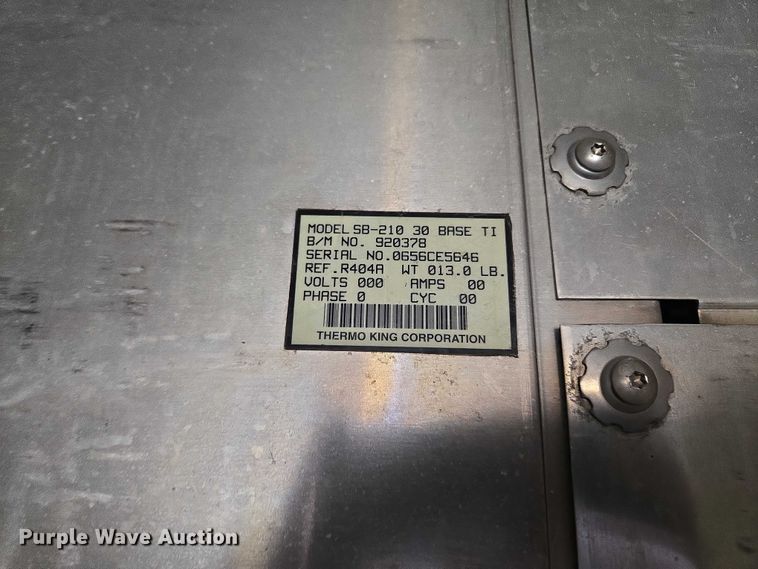 MODEL SB-210 30 BASE TI
B/M NO. 920378
SERIAL NO.0656CE5646
REF.R404A WT 013.0 LB.
VOLTS 000 AMPS 00
PHASE 0 CYC 00
THERMO KING CORPORATION
Purple Wave Auction